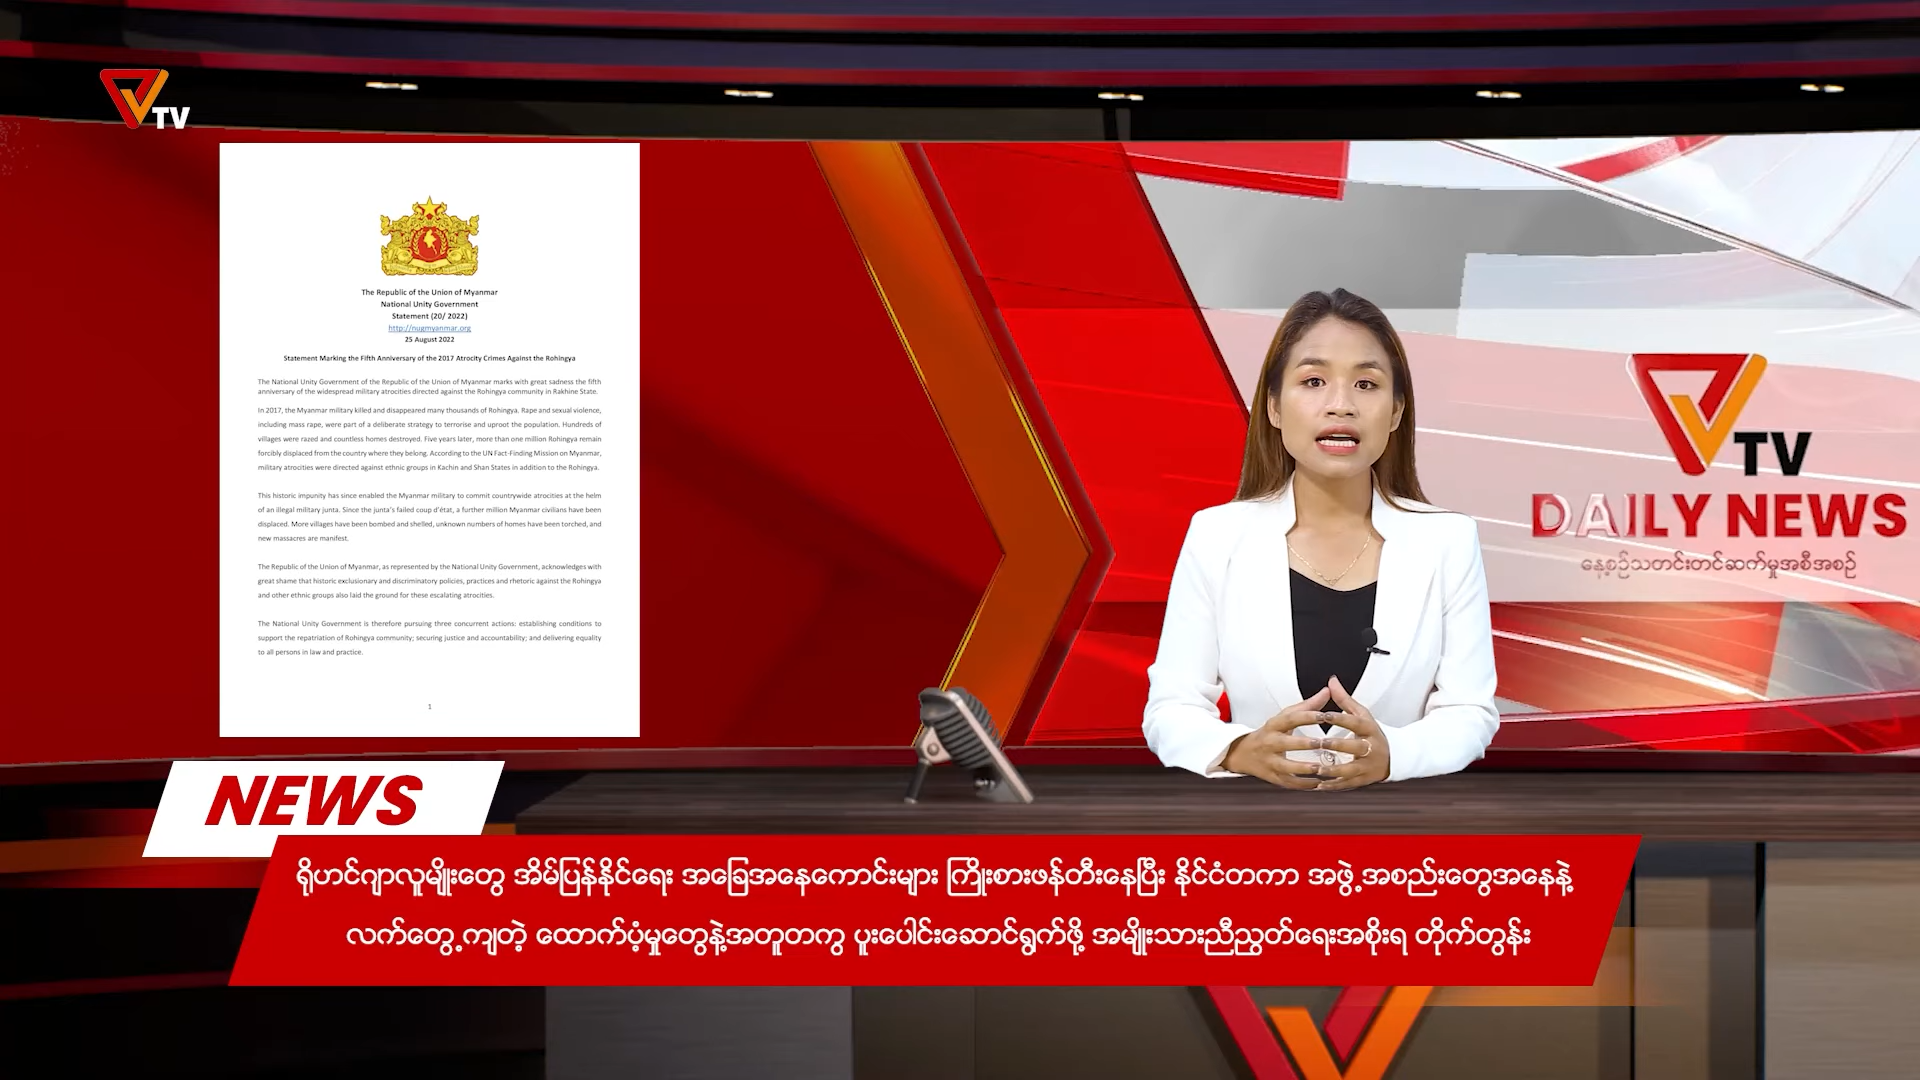 TV
The Republic of the Union of Myanmar
National Unity Government
Statement (20/ 2022)
http://nugmyanmar.org
25 August 2022
Statement Marking the Fifth Anniversary of the 2017 Atrocity Crimes Against the Rohingya
The National Unity Government of the Republic of the Union of Myanmar marks with great sadness the fifth
anniversary of the widespread military atrocities directed against the Rohingya community in Rakhine State.
In 2017, the Myanmar military killed and disappeared many thousands of Rohingya. Rape and sexual violence,
including mass rape, were part of a deliberate strategy to terrorise and uproot the population. Hundreds of
villages were razed and countless homes destroyed. Five years later, more than one million Rohingya remain
forcibly displaced from the country where they belong. According to the UN Fact-Finding Mission on Myanmar,
military atrocities were directed against ethnic groups in Kachin and Shan States in addition to the Rohingya.
This historic impunity has since enabled the Myanmar military to commit countrywide atrocities at the helm
of an illegal military junta. Since the junta's failed coup d'état, a further million Myanmar civilians have been
displaced. More villages have been bombed and shelled, unknown numbers of homes have been torched, and
new massacres are manifest.
The Republic of the Union of Myanmar, as represented by the National Unity Government, acknowledges with
great shame that historic exclusionary and discriminatory policies, practices and rhetoric against the Rohingya
and other ethnic groups also laid the ground for these escalating atrocities.
The National Unity Government is therefore pursuing three concurrent actions: establishing conditions to
support the repatriation of Rohingya community; securing justice and accountability; and delivering equality
to all persons in law and practice.
1
TV
DAILY NEWS
နေ့စဉ်သတင်းတင်ဆက်မှုအစီအစဉ်
NEWS
ရိုဟင်ဂျာလူမျိုးတွေ အိမ်ပြန်နိုင်ရေး အခြေအနေကောင်းများ ကြိုးစားဖန်တီးနေပြီး နိုင်ငံတကာ အဖွဲ့အစည်းတွေအနေနဲ့
လက်တွေ့ကျတဲ့ ထောက်ပံ့မှုတွေနဲ့အတူတကွ ပူးပေါင်းဆောင်ရွက်ဖို့ အမျိုးသားညီညွတ်ရေးအစိုးရ တိုက်တွန်း